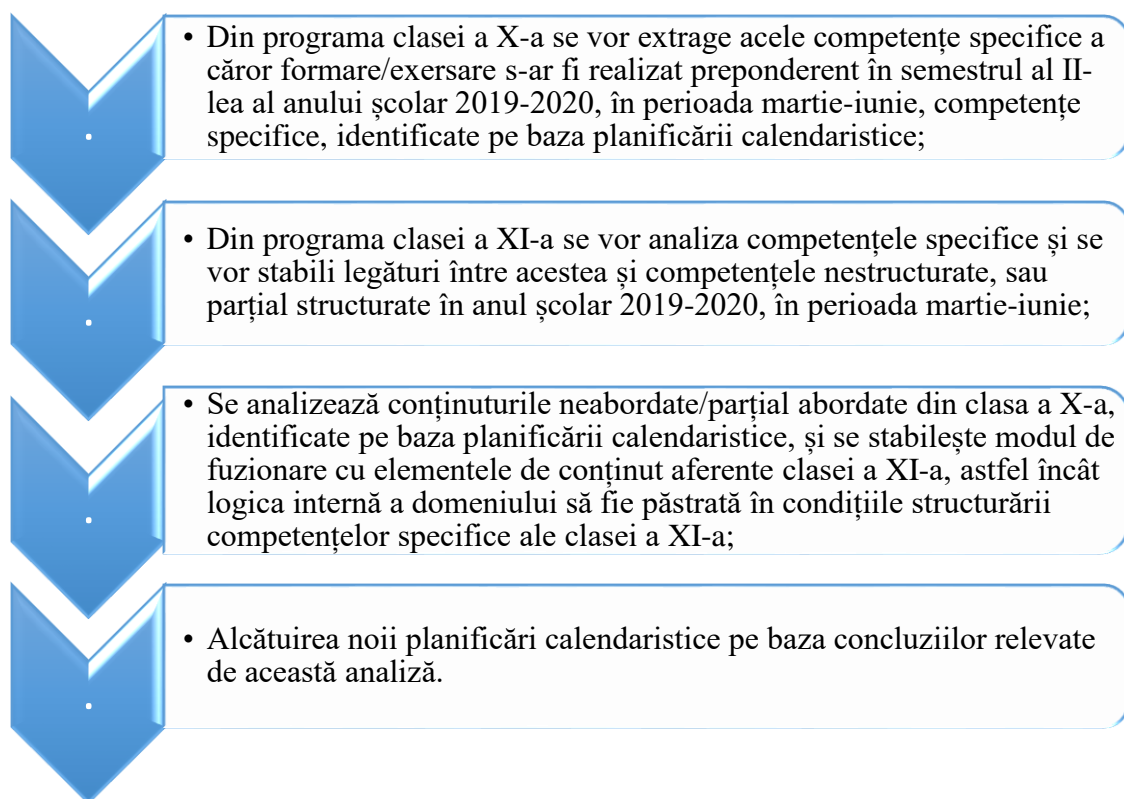 • Din programa clasei a X-a se vor extrage acele competențe specifice a
căror formare/exersare s-ar fi realizat preponderent în semestrul al II-
lea al anului școlar 2019-2020, în perioada martie-iunie, competențe
specifice, identificate pe baza planificării calendaristice;
• Din programa clasei a XI-a se vor analiza competențele specifice și se
vor stabili legături între acestea și competențele nestructurate, sau
parțial structurate în anul școlar 2019-2020, în perioada martie-iunie;
• Se analizează conținuturile neabordate/parțial abordate din clasa a X-a,
identificate pe baza planificării calendaristice, și se stabilește modul de
fuzionare cu elementele de conținut aferente clasei a XI-a, astfel încât
logica internă a domeniului să fie păstrată în condițiile structurării
competențelor specifice ale clasei a XI-a;
• Alcătuirea noii planificări calendaristice pe baza concluziilor relevate
de această analiză.